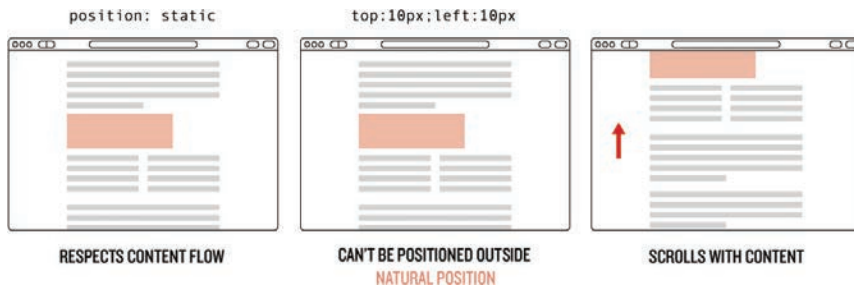 position: static
top:10px;left:10px
RESPECTS CONTENT FLOW
CAN'T BE POSITIONED OUTSIDE
NATURAL POSITION
SCROLLS WITH CONTENT